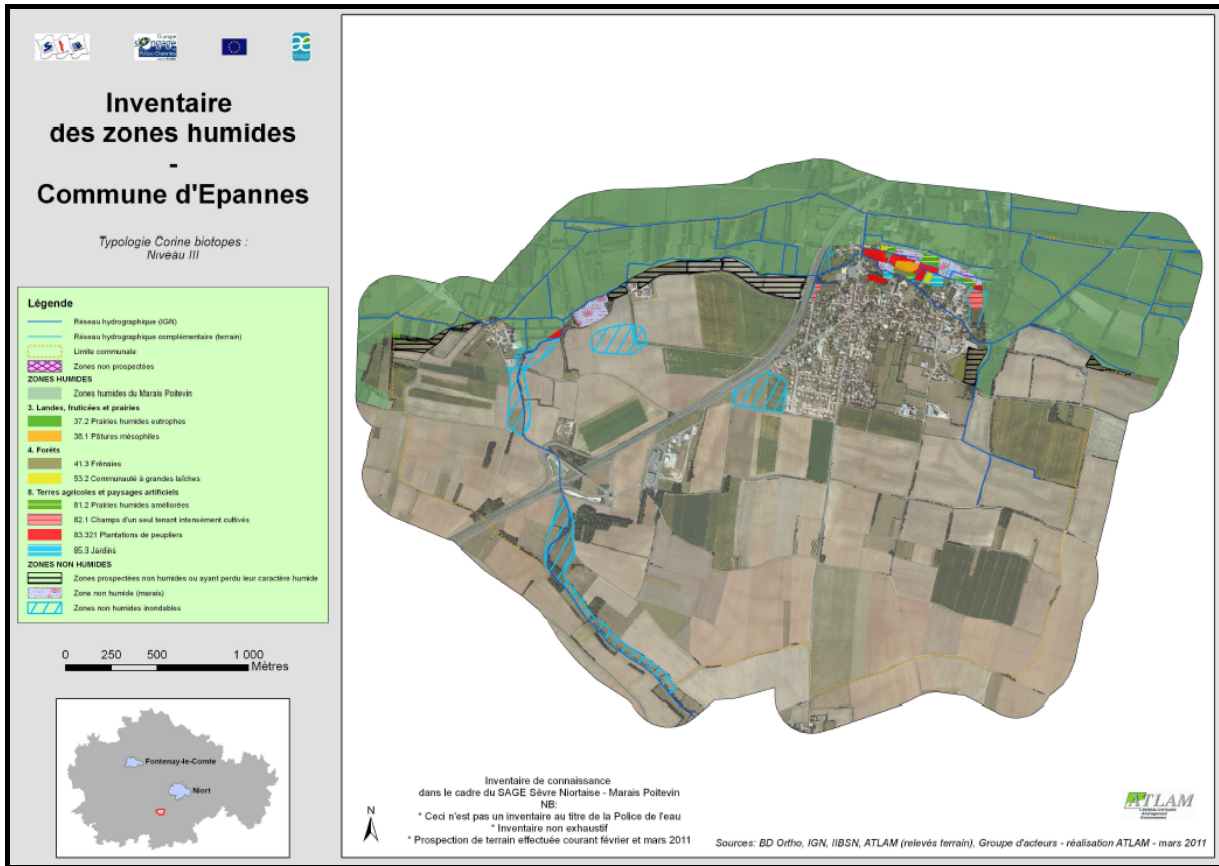 l'Europe
s'engage
Poitou-Charentes
Inventaire
des zones humides
-
Commune d'Epannes
Typologie Corine biotopes :
Niveau III
Légende
Réseau hydrographique (IGN)
Réseau hydrographique complémentaire (terrain)
Limite communale
Zones non prospectées
ZONES HUMIDES
Zones humides du Marais Poitevin
3. Landes, fruticées et prairies
37.2 Prairies humides eutrophes
38.1 Pâtures mésophiles
4. Forêts
41.3 Frênaies
53.2 Communauté à grandes laîches
8. Terres agricoles et paysages artificiels
81.2 Prairies humides améliorées
82.1 Champs d'un seul tenant intensément cultivés
83.321 Plantations de peupliers
85.3 Jardins
ZONES NON HUMIDES
Zones prospectées non humides ou ayant perdu leur caractère humide
Zone non humide (marais)
Zones non humides inondables
0 250 500 1 000
Mètres
Fontenay-le-Comte
Niort
Inventaire de connaissance
dans le cadre du SAGE Sèvre Niortaise - Marais Poitevin
NB:
* Ceci n'est pas un inventaire au titre de la Police de l'eau
* Inventaire non exhaustif
* Prospection de terrain effectuée courant février et mars 2011
N
ATLAM
Sources: BD Ortho, IGN, IIBSN, ATLAM (relevés terrain), Groupe d'acteurs - réalisation ATLAM - mars 2011